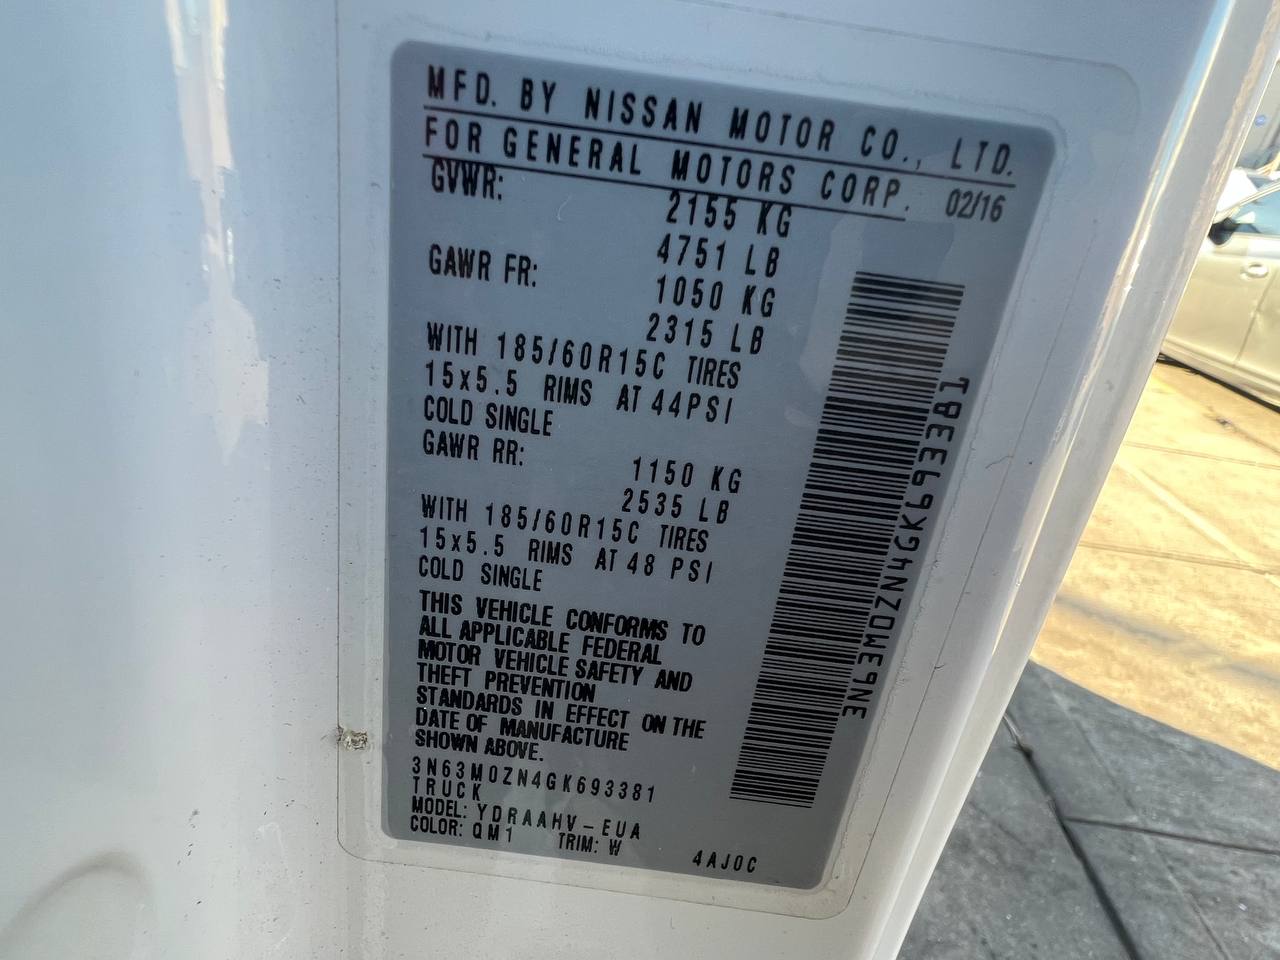 MFD. BY NISSAN MOTOR CO., LTD.
FOR GENERAL MOTORS CORP. 02/16
GVWR: 2155 KG
4751 LB
GAWR FR: 1050 KG
2315 LB
WITH 185/60R15C TIRES
15x5.5 RIMS AT 44PSI
COLD SINGLE
GAWR RR: 1150 KG
2535 LB
WITH 185/60R15C TIRES
15x5.5 RIMS AT 48 PSI
COLD SINGLE
THIS VEHICLE CONFORMS TO
ALL APPLICABLE FEDERAL
MOTOR VEHICLE SAFETY AND
THEFT PREVENTION
STANDARDS IN EFFECT ON THE
DATE OF MANUFACTURE
SHOWN ABOVE.
3N63M0ZN4GK693381
TRUCK
MODEL: YDRAAHV-EUA
COLOR: QM1 TRIM: W 4AJ0C
3N63M0ZN4GK693381